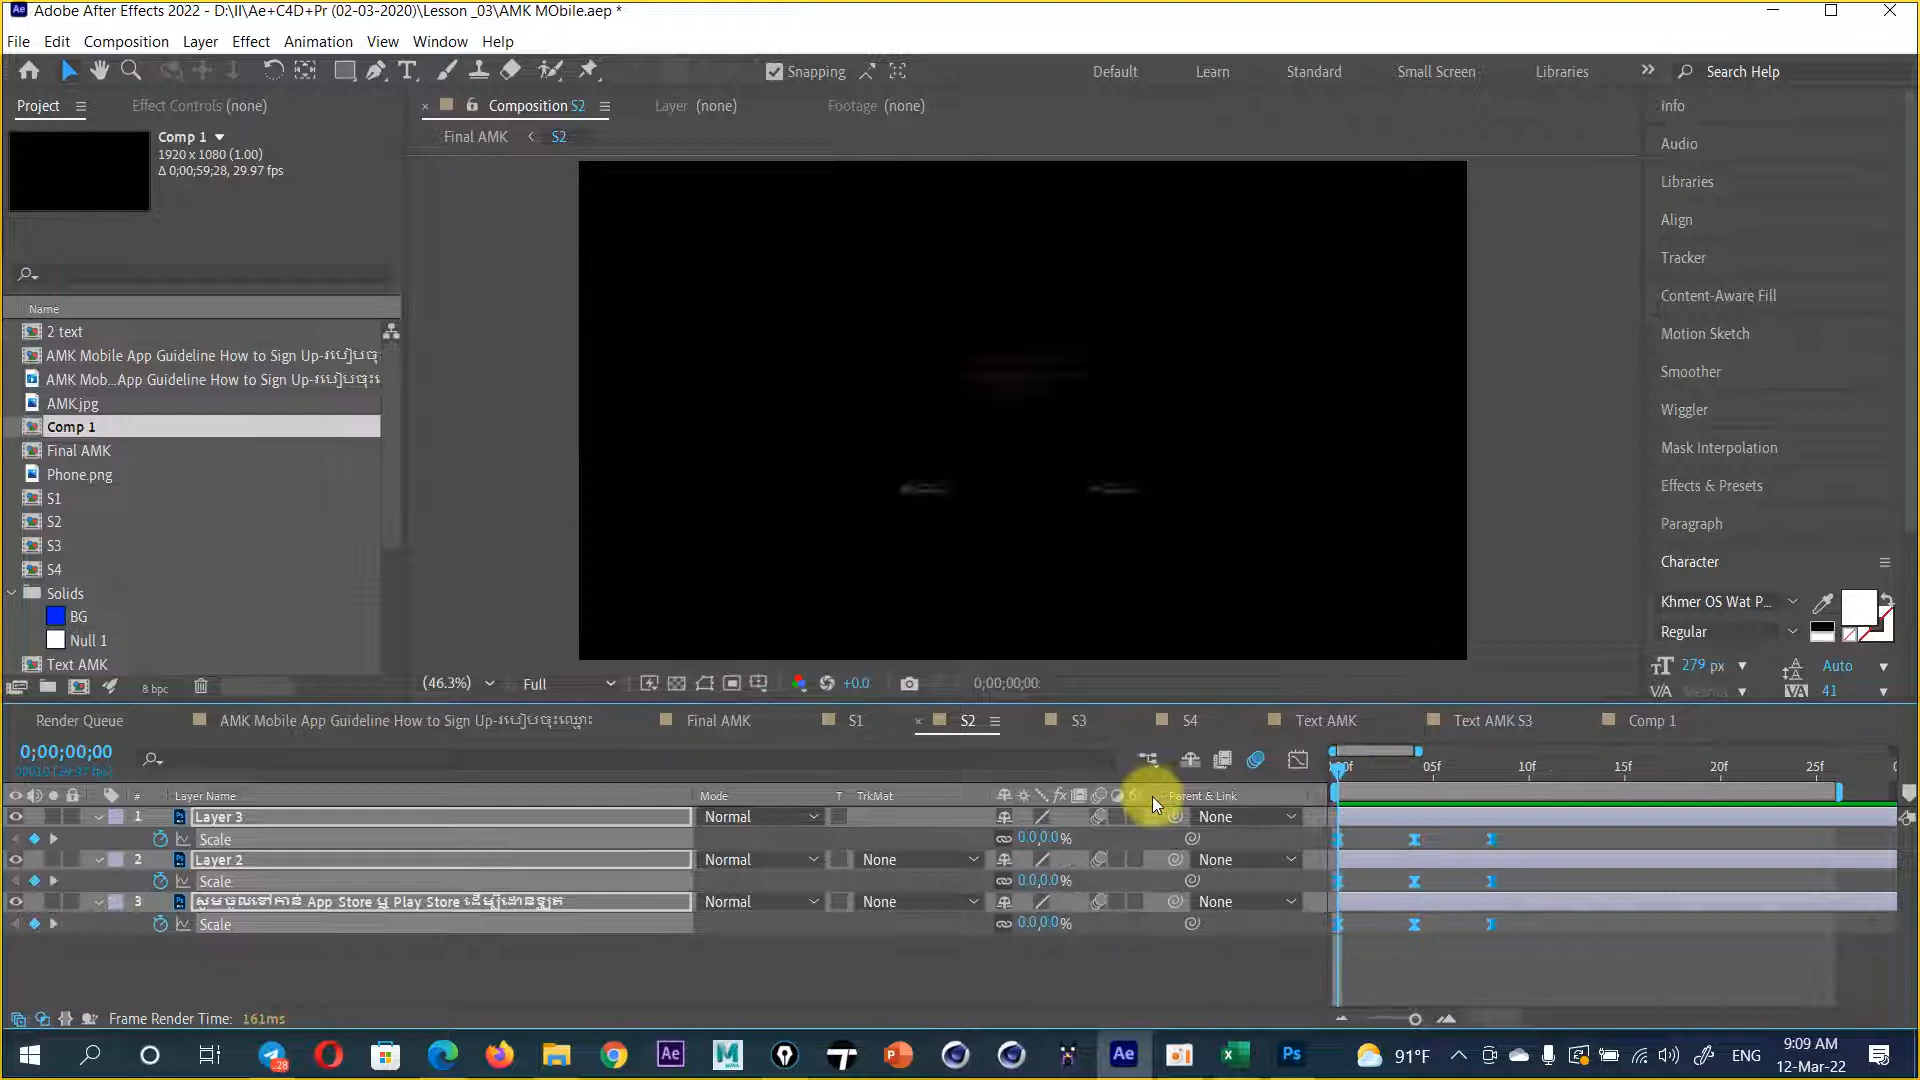 Adobe After Effects 2022 - D:\II\Ae+C4D+Pr (02-03-2020)\Lesson _03\AMK MObile.aep *
File Edit Composition Layer Effect Animation View Window Help
Snapping Default Learn Standard Small Screen Libraries Search Help
Project Effect Controls (none) Composition S2 Layer (none) Footage (none)
Final AMK < S2
Comp 1
1920 x 1080 (1.00)
Δ 0;00;59;28, 29.97 fps
Name
2 text
AMK Mobile App Guideline How to Sign Up-របៀបចុះ
AMK Mob...App Guideline How to Sign Up-របៀបចុះ
AMK.jpg
Comp 1
Final AMK
Phone.png
S1
S2
S3
S4
Solids
BG
Null 1
Text AMK
8 bpc
(46.3%) Full +0.0 0;00;00;00
Info
Audio
Libraries
Align
Tracker
Content-Aware Fill
Motion Sketch
Smoother
Wiggler
Mask Interpolation
Effects & Presets
Paragraph
Character
Khmer OS Wat P...
Regular
279 px Auto
Metrics 41
Render Queue AMK Mobile App Guideline How to Sign Up-របៀបចុះឈ្មោះ Final AMK S1 S2 S3 S4 Text AMK Text AMK S3 Comp 1
0;00;00;00
00f 05f 10f 15f 20f 25f
# Layer Name Mode T TrkMat Parent & Link
1 Layer 3 Normal None
Scale 0.0,0.0%
2 Layer 2 Normal None None
Scale 0.0,0.0%
3 សូមចូលទៅកាន់ App Store ឬ Play Store ដើម្បីដោនឡូត Normal None None
Scale 0.0,0.0%
Frame Render Time: 161ms
91°F ENG 9:09 AM
12-Mar-22